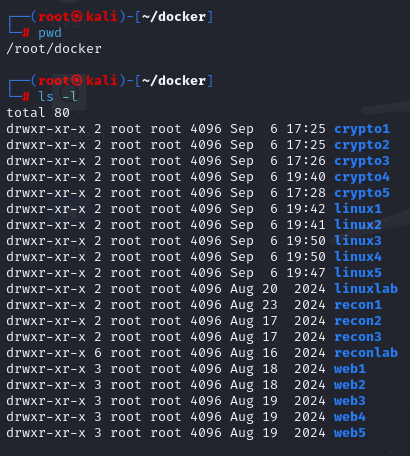 ┌──(root㉿kali)-[~/docker]
└─# pwd
/root/docker

┌──(root㉿kali)-[~/docker]
└─# ls -l
total 80
drwxr-xr-x 2 root root 4096 Sep  6 17:25 crypto1
drwxr-xr-x 2 root root 4096 Sep  6 17:25 crypto2
drwxr-xr-x 2 root root 4096 Sep  6 17:26 crypto3
drwxr-xr-x 2 root root 4096 Sep  6 19:40 crypto4
drwxr-xr-x 2 root root 4096 Sep  6 17:28 crypto5
drwxr-xr-x 2 root root 4096 Sep  6 19:42 linux1
drwxr-xr-x 2 root root 4096 Sep  6 19:41 linux2
drwxr-xr-x 2 root root 4096 Sep  6 19:50 linux3
drwxr-xr-x 2 root root 4096 Sep  6 19:50 linux4
drwxr-xr-x 2 root root 4096 Sep  6 19:47 linux5
drwxr-xr-x 2 root root 4096 Aug 20  2024 linuxlab
drwxr-xr-x 2 root root 4096 Aug 23  2024 recon1
drwxr-xr-x 2 root root 4096 Aug 17  2024 recon2
drwxr-xr-x 2 root root 4096 Aug 17  2024 recon3
drwxr-xr-x 6 root root 4096 Aug 16  2024 reconlab
drwxr-xr-x 3 root root 4096 Aug 18  2024 web1
drwxr-xr-x 3 root root 4096 Aug 18  2024 web2
drwxr-xr-x 3 root root 4096 Aug 19  2024 web3
drwxr-xr-x 3 root root 4096 Aug 19  2024 web4
drwxr-xr-x 3 root root 4096 Aug 19  2024 web5